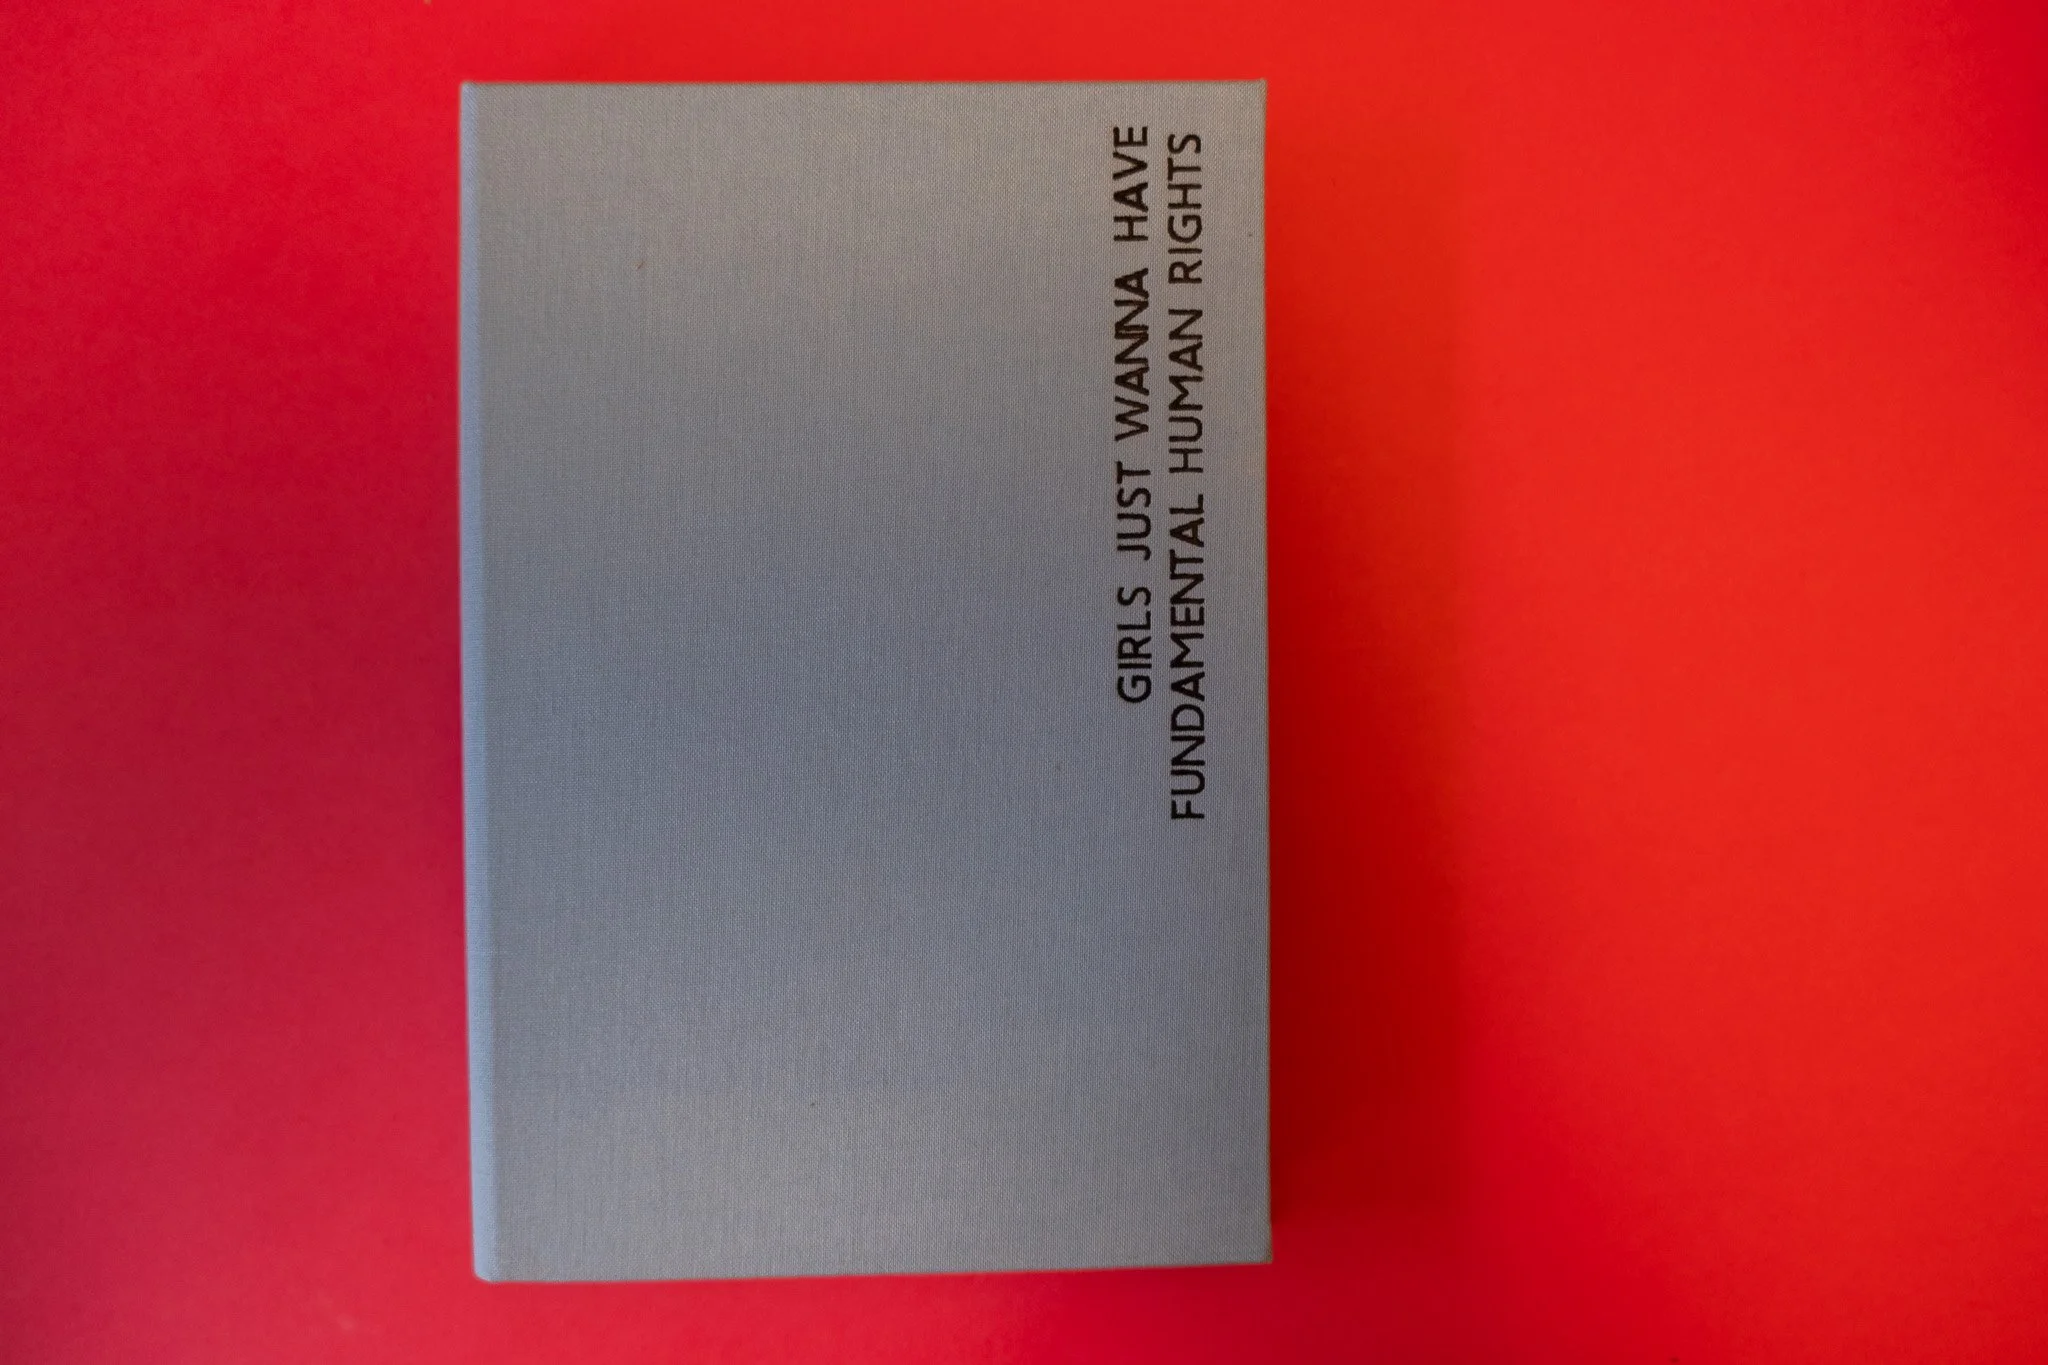 GIRLS JUST WANNA HAVE
FUNDAMENTAL HUMAN RIGHTS